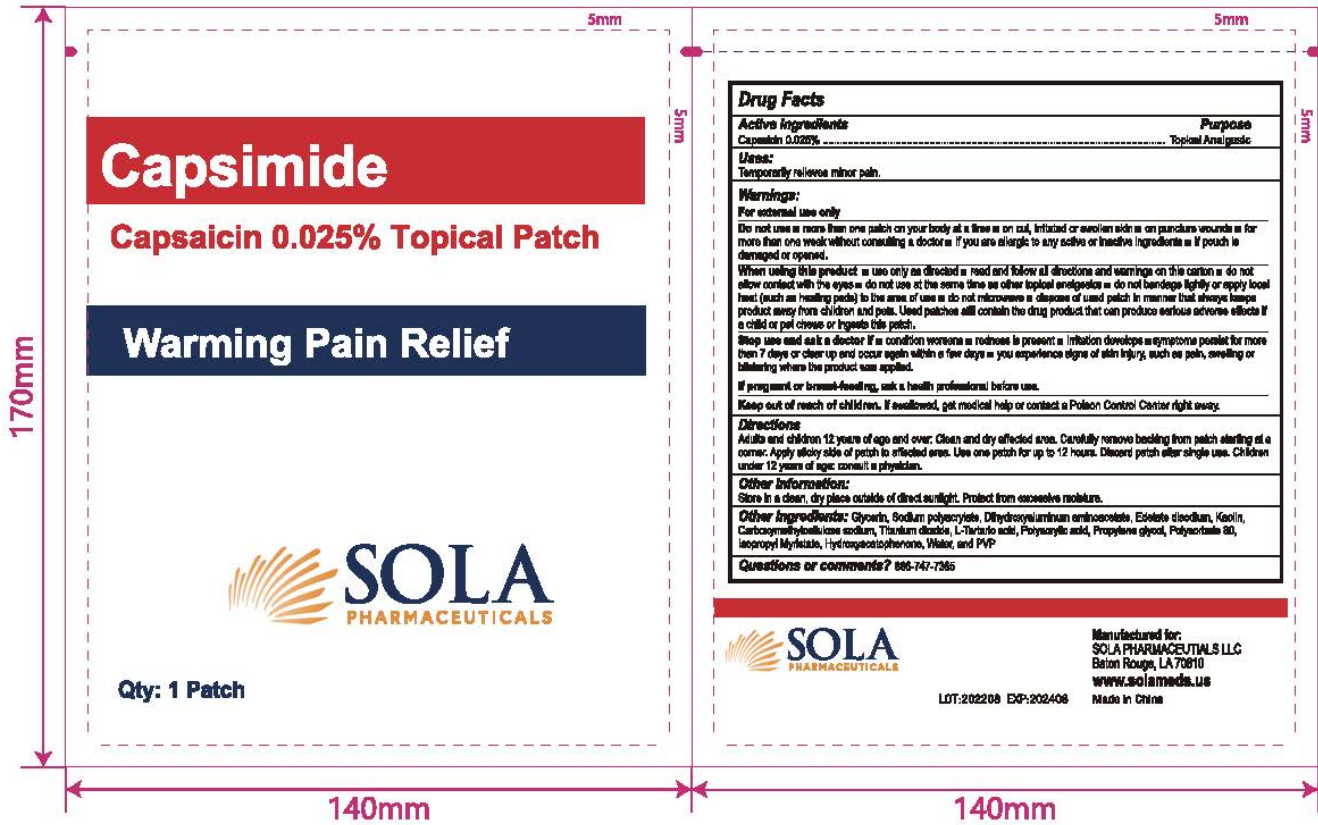 5mm
5mm
5mm
5mm
170mm
Capsimide
Capsaicin 0.025% Topical Patch
Warming Pain Relief
SOLA
PHARMACEUTICALS
Qty: 1 Patch
140mm
Drug Facts
Active Ingredients Purpose
Capsaicin 0.025% Topical Analgesic
Uses:
Temporarily relieves minor pain.
Warnings:
For external use only
Do not use ■ more than one patch on your body at a time ■ on cut, irritated or swollen skin ■ on puncture wounds ■ for
more than one week without consulting a doctor ■ if you are allergic to any active or inactive ingredients ■ if pouch is
damaged or opened.
When using this product ■ use only as directed ■ read and follow all directions and warnings on this carton ■ do not
allow contact with the eyes ■ do not use at the same time as other topical analgesics ■ do not bandage tightly or apply local
heat (such as heating pads) to the area of use ■ do not microwave ■ dispose of used patch in manner that always keeps
product away from children and pets. Used patches still contain the drug product that can produce serious adverse effects if
a child or pet chews or ingests this patch.
Stop use and ask a doctor if ■ condition worsens ■ redness is present ■ irritation develops ■ symptoms persist for more
than 7 days or clear up and occur again within a few days ■ you experience signs of skin injury, such as pain, swelling or
blistering where the product was applied.
If pregnant or breast-feeding, ask a health professional before use.
Keep out of reach of children. If swallowed, get medical help or contact a Poison Control Center right away.
Directions
Adults and children 12 years of age and over: Clean and dry affected area. Carefully remove backing from patch starting at a
corner. Apply sticky side of patch to affected area. Use one patch for up to 12 hours. Discard patch after single use. Children
under 12 years of age: consult a physician.
Other Information:
Store in a clean, dry place outside of direct sunlight. Protect from excessive moisture.
Other Ingredients: Glycerin, Sodium polyacrylate, Dihydroxyaluminum aminoacetate, Edetate disodium, Kaolin,
Carboxymethylcellulose sodium, Titanium dioxide, L-Tartaric acid, Polyacrylic acid, Propylene glycol, Polysorbate 80,
Isopropyl Myristate, Hydroxyacetophenone, Water, and PVP
Questions or comments? 866-747-7365
SOLA
PHARMACEUTICALS
Manufactured for:
SOLA PHARMACEUTIALS LLC
Baton Rouge, LA 70810
www.solameds.us
LOT:202208 EXP:202408 Made in China
140mm